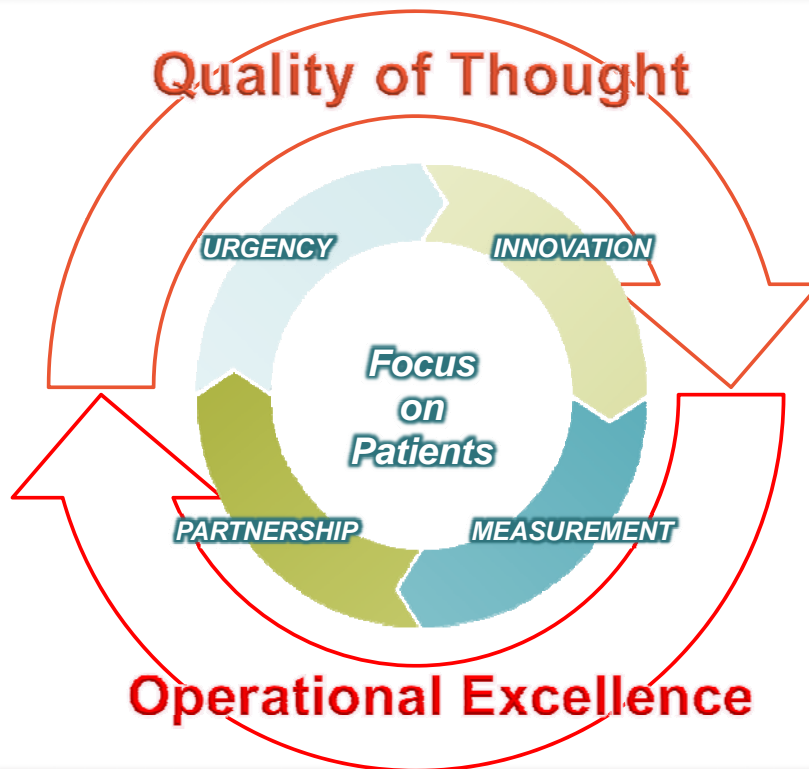 Quality of Thought
URGENCY
INNOVATION
Focus
on
Patients
PARTNERSHIP
MEASUREMENT
Operational Excellence